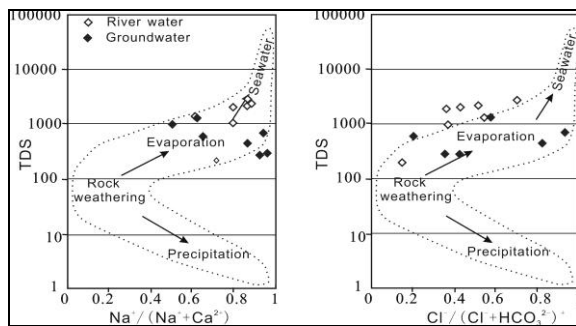 River water
Groundwater
100000
10000
1000
100
10
1
TDS
Seawater
Evaporation
Rock
weathering
Precipitation
0 0.2 0.4 0.6 0.8 1
Na⁺/(Na⁺+Ca²⁺)
100000
10000
1000
100
10
1
TDS
Seawater
Evaporation
Rock
weathering
Precipitation
0 0.2 0.4 0.6 0.8 1
Cl⁻/(Cl⁻+HCO₃²⁻)⁺